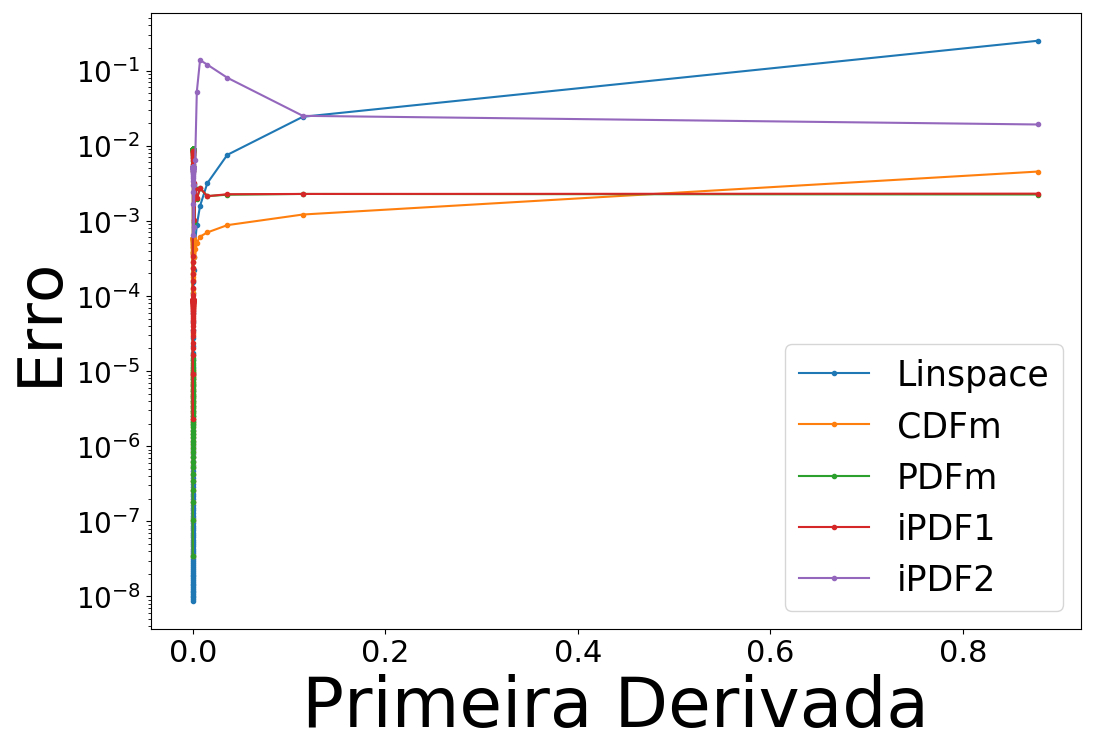 10⁻¹
10⁻²
10⁻³
10⁻⁴
10⁻⁵
10⁻⁶
10⁻⁷
10⁻⁸
Erro
Linspace
CDFm
PDFm
iPDF1
iPDF2
0.0 0.2 0.4 0.6 0.8
Primeira Derivada